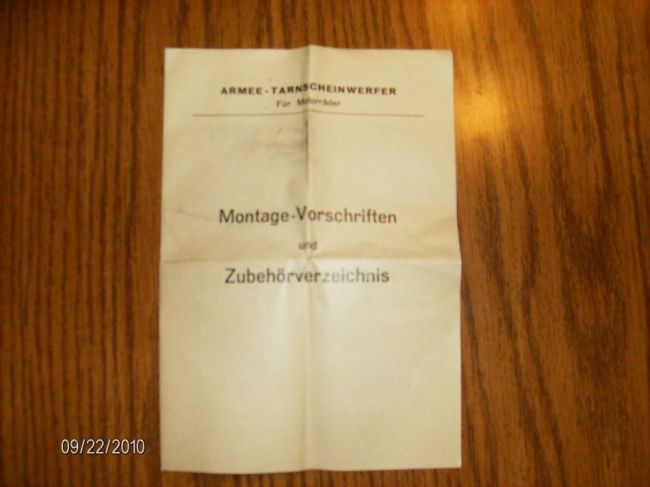 ARMEE-TARNSCHEINWERFER
Für Motorräder
Montage-Vorschriften
und
Zubehörverzeichnis
09/22/2010